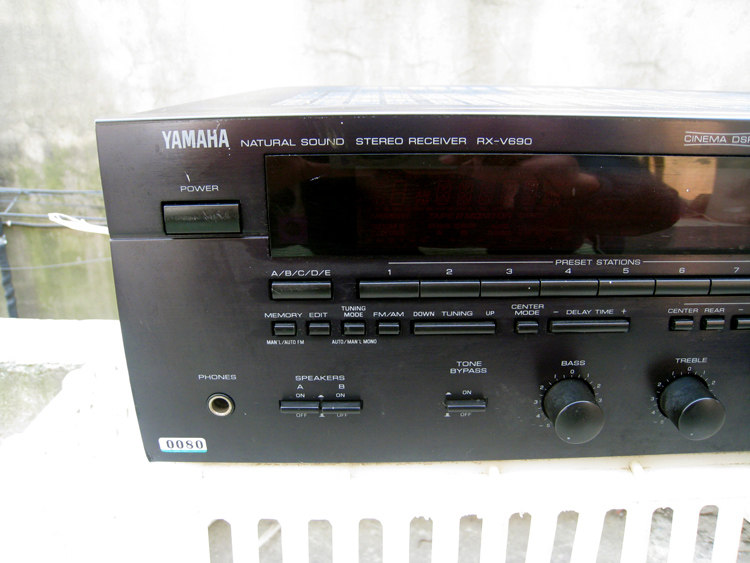 YAMAHA NATURAL SOUND STEREO RECEIVER RX-V690
CINEMA DSP
POWER
PRESET STATIONS
A/B/C/D/E 1 2 3 4 5 6 7
MEMORY EDIT TUNING MODE FM/AM DOWN TUNING UP CENTER MODE − DELAY TIME + CENTER REAR −
MAN'L/AUTO FM AUTO/MAN'L MONO
PHONES
SPEAKERS
A B
ON ON
OFF OFF
TONE BYPASS
ON
OFF
BASS
0
TREBLE
0
0080